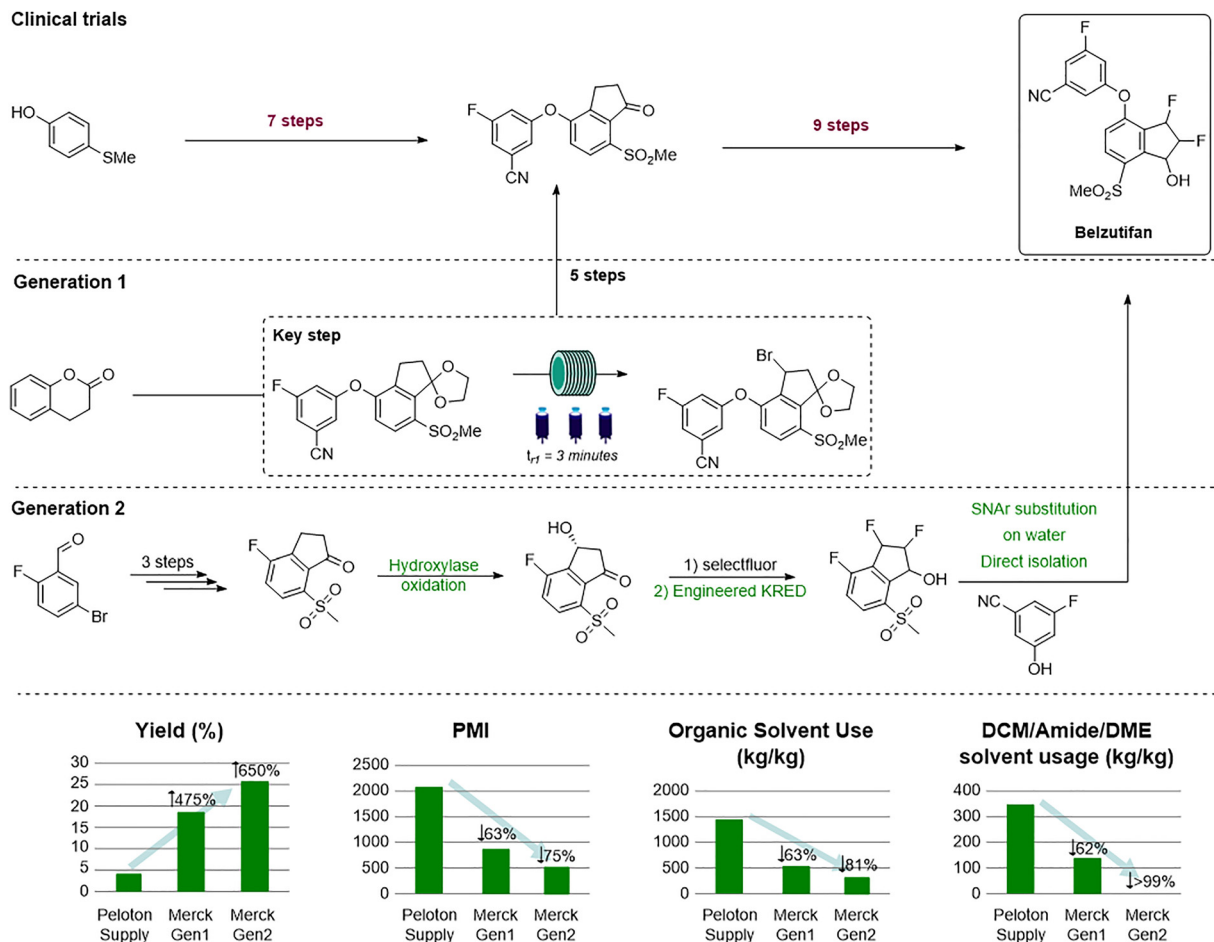 Clinical trials
HO
SMe
7 steps
F
O
O
CN
SO₂Me
9 steps
F
NC
O
F
F
MeO₂S
OH
Belzutifan
Generation 1
5 steps
Key step
O
O
F
O
O
O
SO₂Me
CN
t_r1 = 3 minutes
Br
F
O
O
O
SO₂Me
CN
Generation 2
O
F
Br
3 steps
F
O
O
S
O
Hydroxylase
oxidation
HO
F
O
O
S
O
1) selectfluor
2) Engineered KRED
F
F
F
OH
O
S
O
SNAr substitution
on water
Direct isolation
NC
F
OH
Yield (%)
30
25
20
15
10
5
0
↑475%
↑650%
Peloton
Supply
Merck
Gen1
Merck
Gen2
PMI
2500
2000
1500
1000
500
0
↓63%
↓75%
Peloton
Supply
Merck
Gen1
Merck
Gen2
Organic Solvent Use
(kg/kg)
2000
1500
1000
500
0
↓63%
↓81%
Peloton
Supply
Merck
Gen1
Merck
Gen2
DCM/Amide/DME
solvent usage (kg/kg)
400
300
200
100
0
↓62%
↓>99%
Peloton
Supply
Merck
Gen1
Merck
Gen2